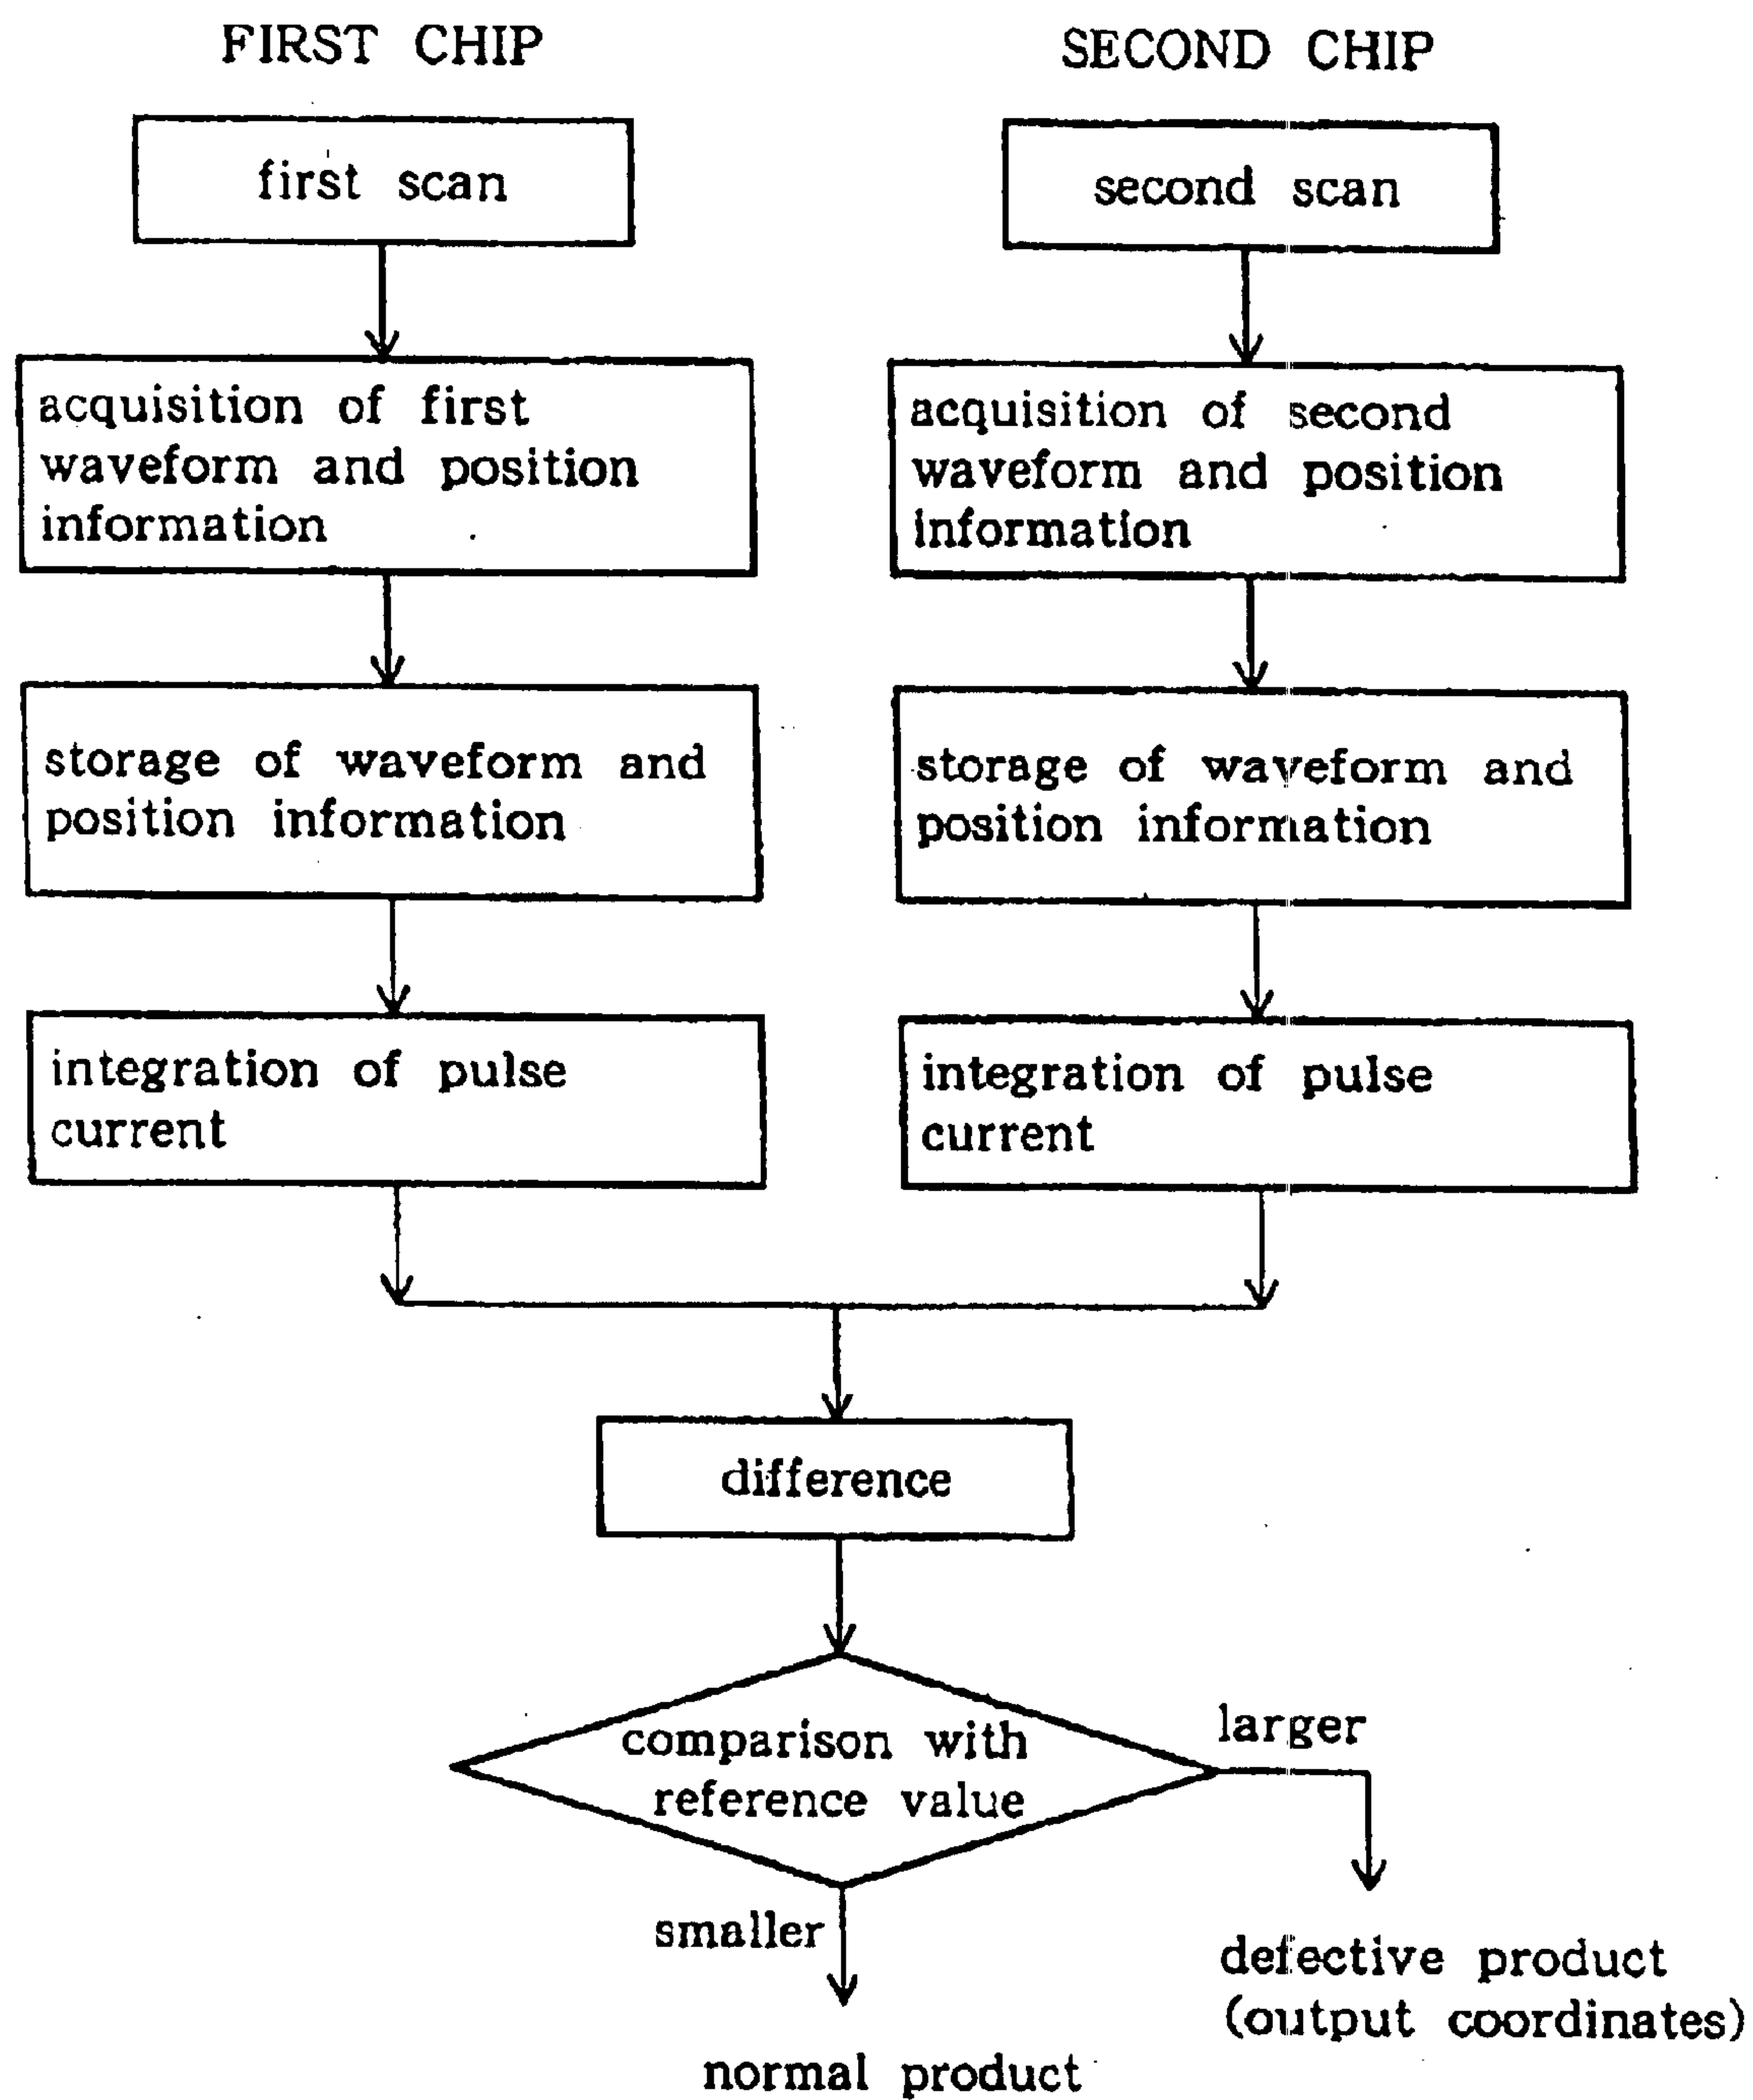 FIRST CHIP
first scan
acquisition of first
waveform and position
information
storage of waveform and
position information
integration of pulse
current
SECOND CHIP
second scan
acquisition of second
waveform and position
information
storage of waveform and
position information
integration of pulse
current
difference
comparison with
reference value
larger
smaller
defective product
(output coordinates)
normal product